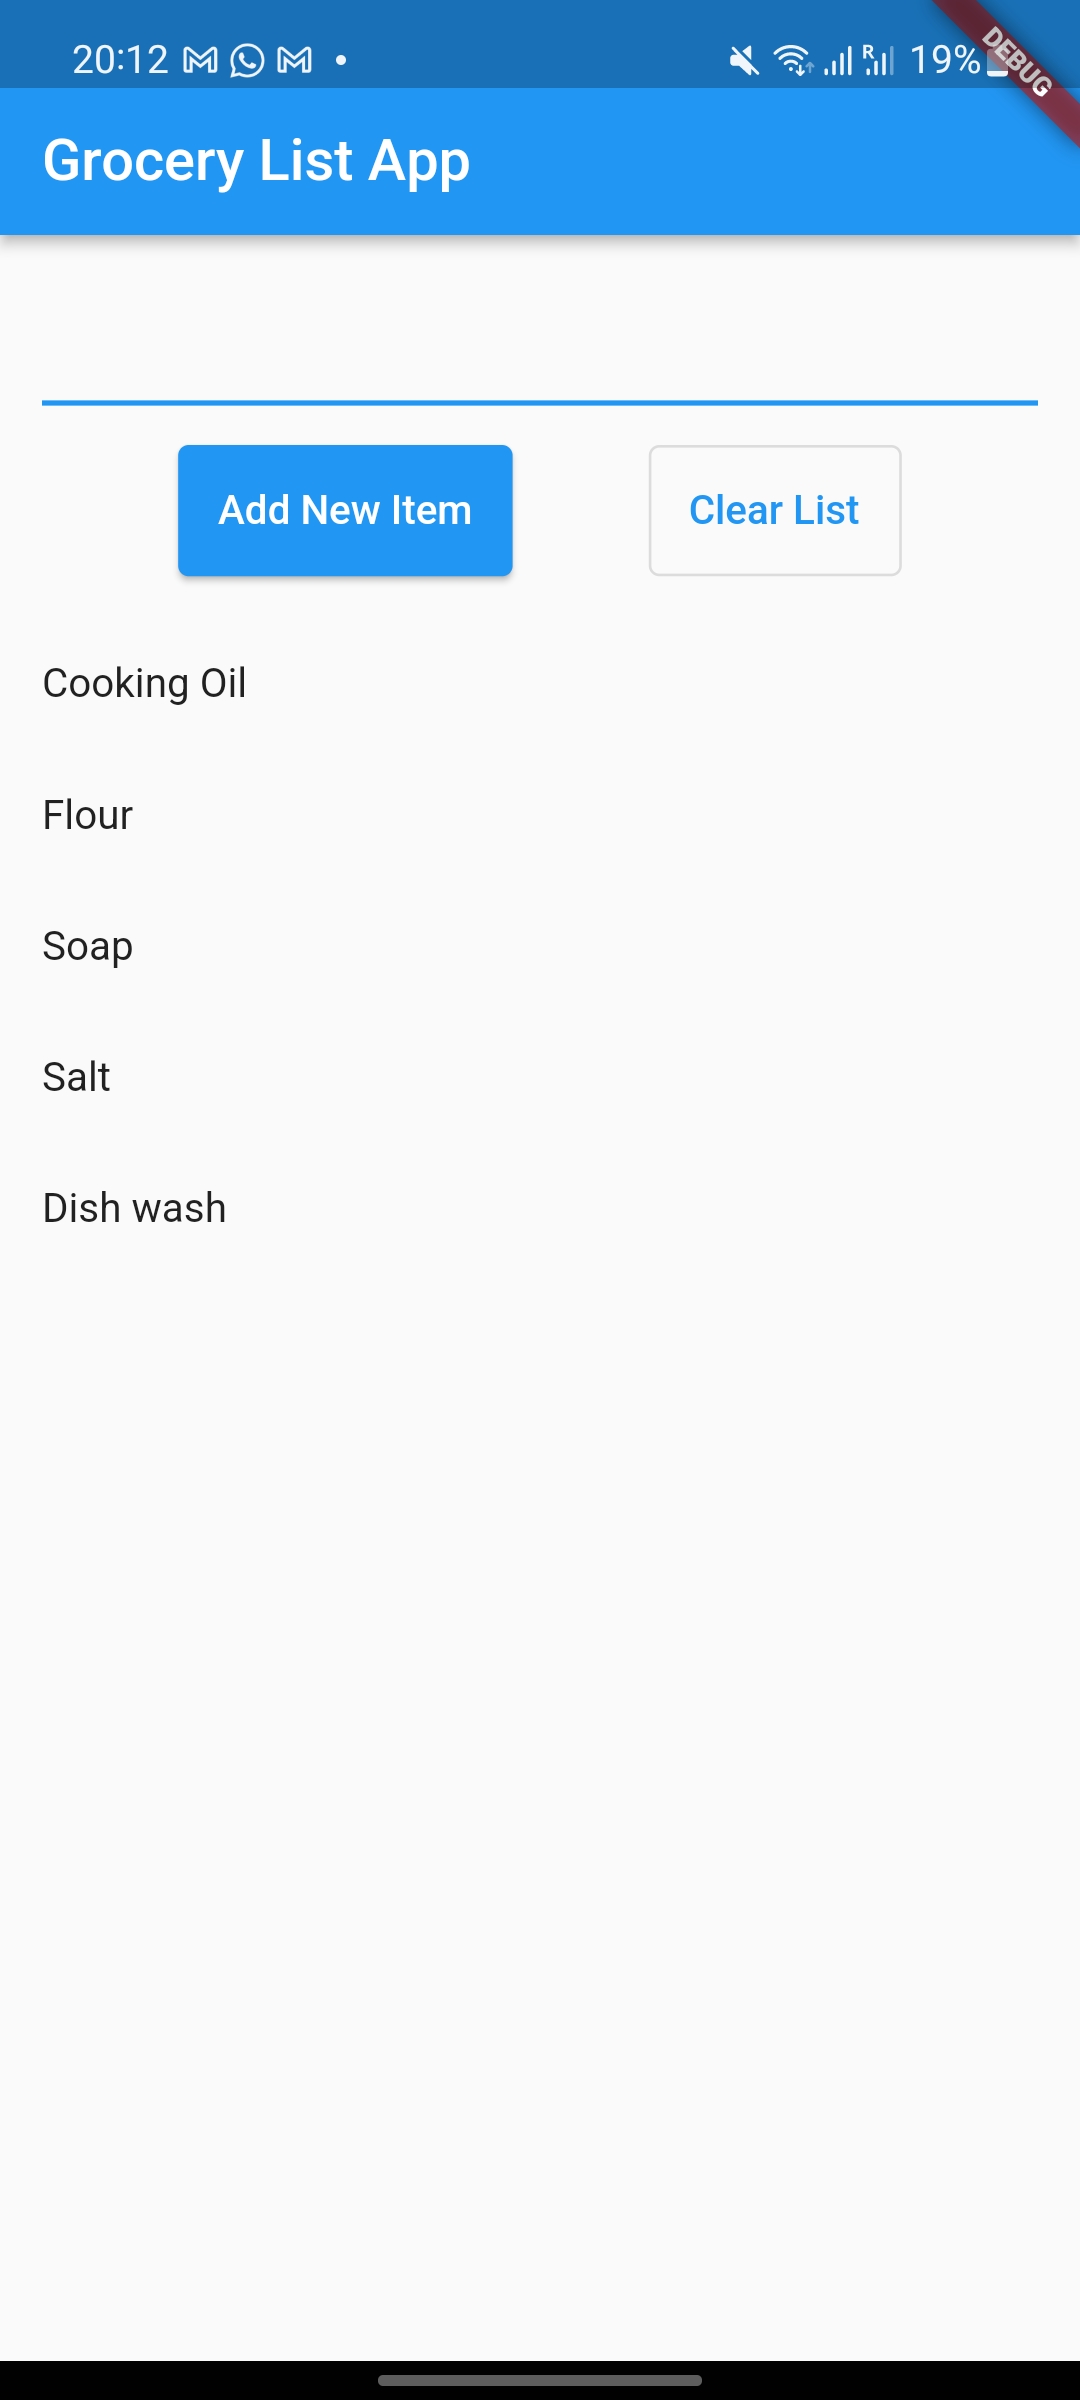 20:12 R 19%
DEBUG
Grocery List App
Add New Item Clear List
Cooking Oil
Flour
Soap
Salt
Dish wash